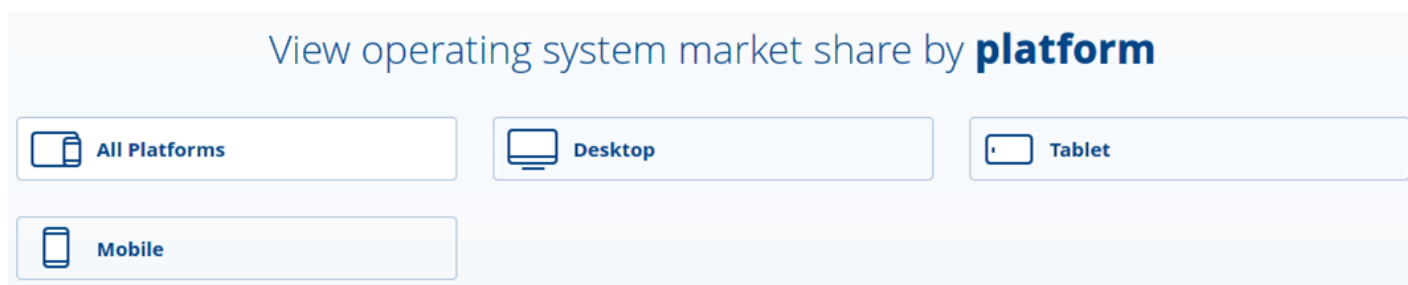 View operating system market share by platform
All Platforms
Desktop
Tablet
Mobile